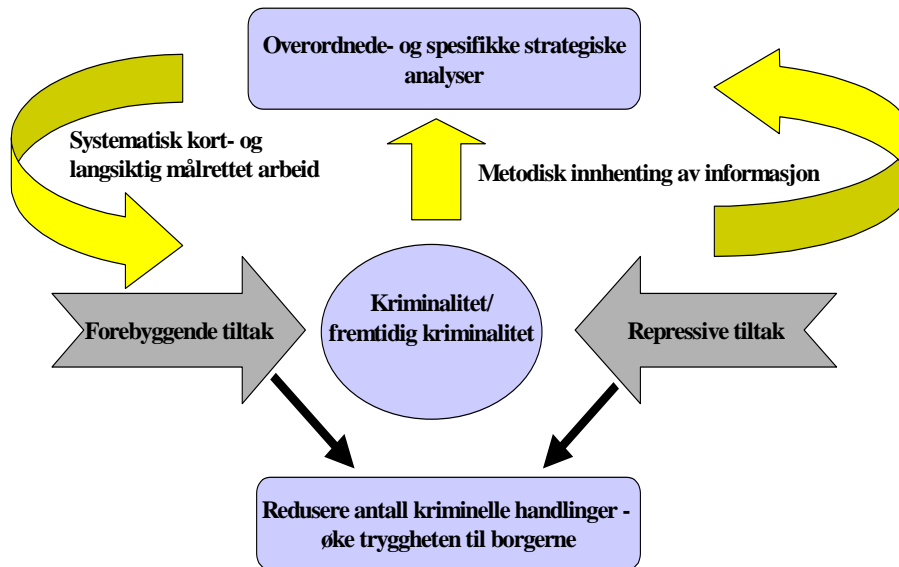 Overordnede- og spesifikke strategiske
analyser
Systematisk kort- og
langsiktig målrettet arbeid
Metodisk innhenting av informasjon
Kriminalitet/
fremtidig kriminalitet
Forebyggende tiltak
Repressive tiltak
Redusere antall kriminelle handlinger -
øke tryggheten til borgerne